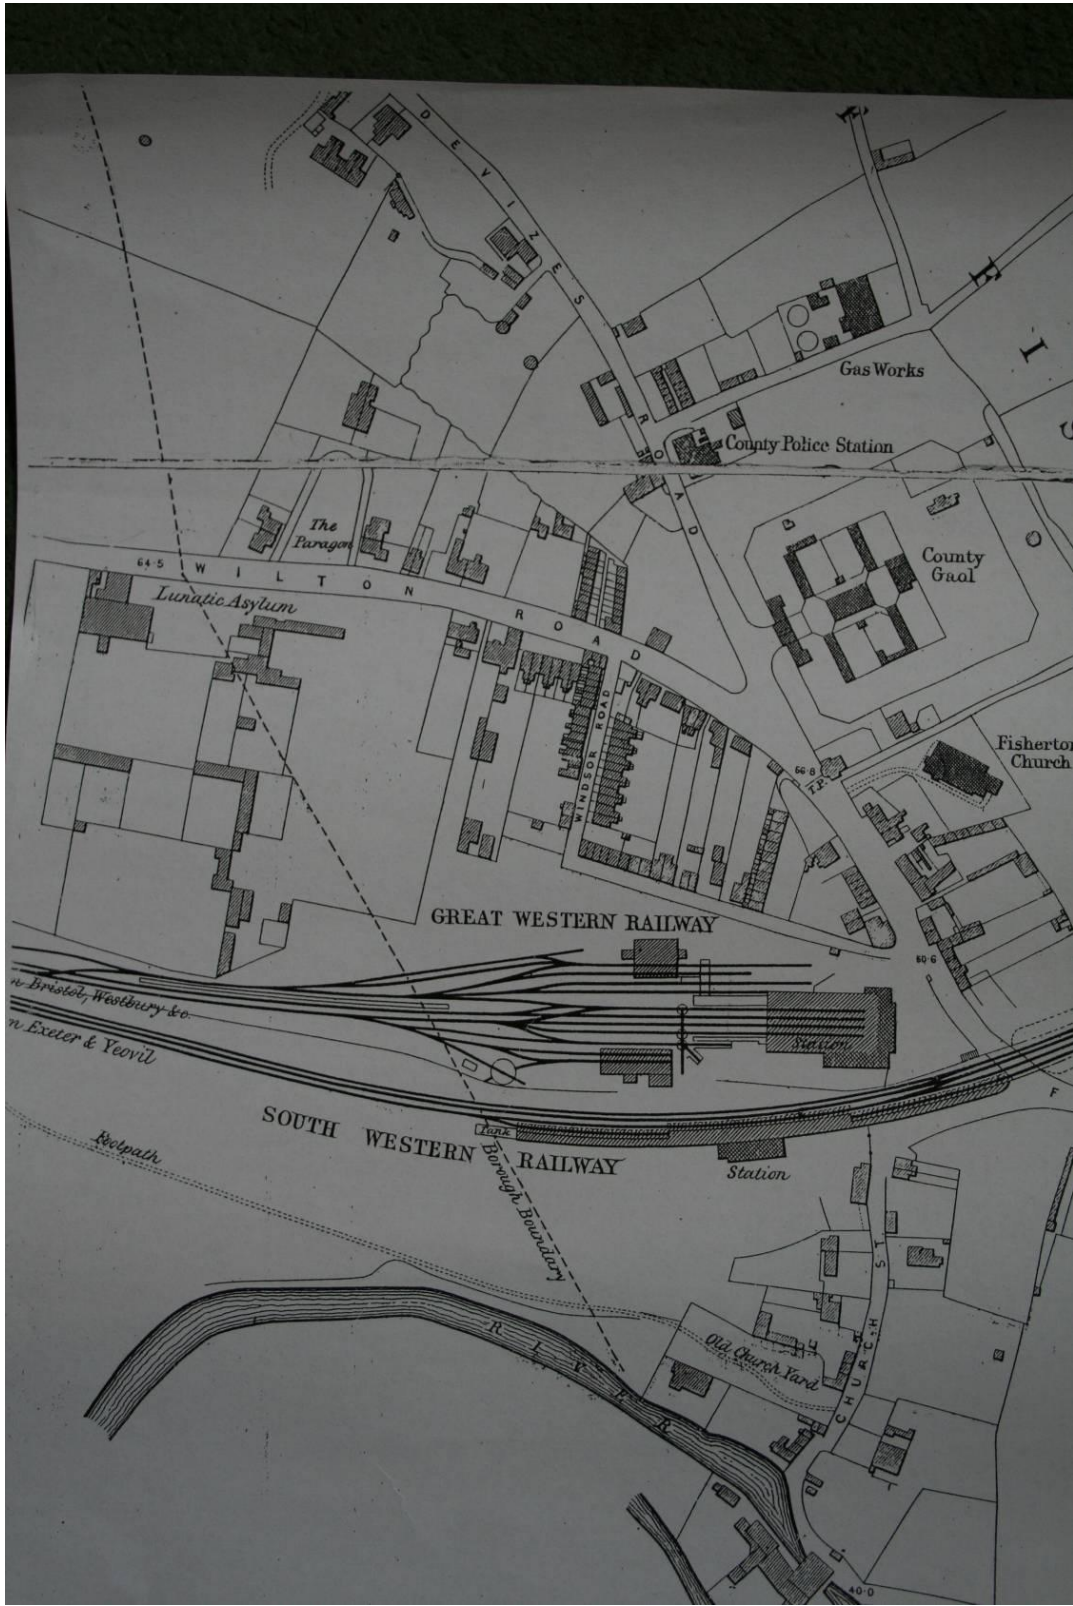 DEVIZES ROAD
F
I
S
Gas Works
County Police Station
County
Gaol
The
Paragon
64·5
WILTON ROAD
Lunatic Asylum
WINDSOR ROAD
66·8
T.P.
Fisherton
Church
GREAT WESTERN RAILWAY
60·6
Bristol, Westbury &c.
Exeter & Yeovil
Station
F
SOUTH WESTERN RAILWAY
Tank
Station
Footpath
Borough Boundary
CHURCH ST.
RIVER
Old Church Yard
40·0